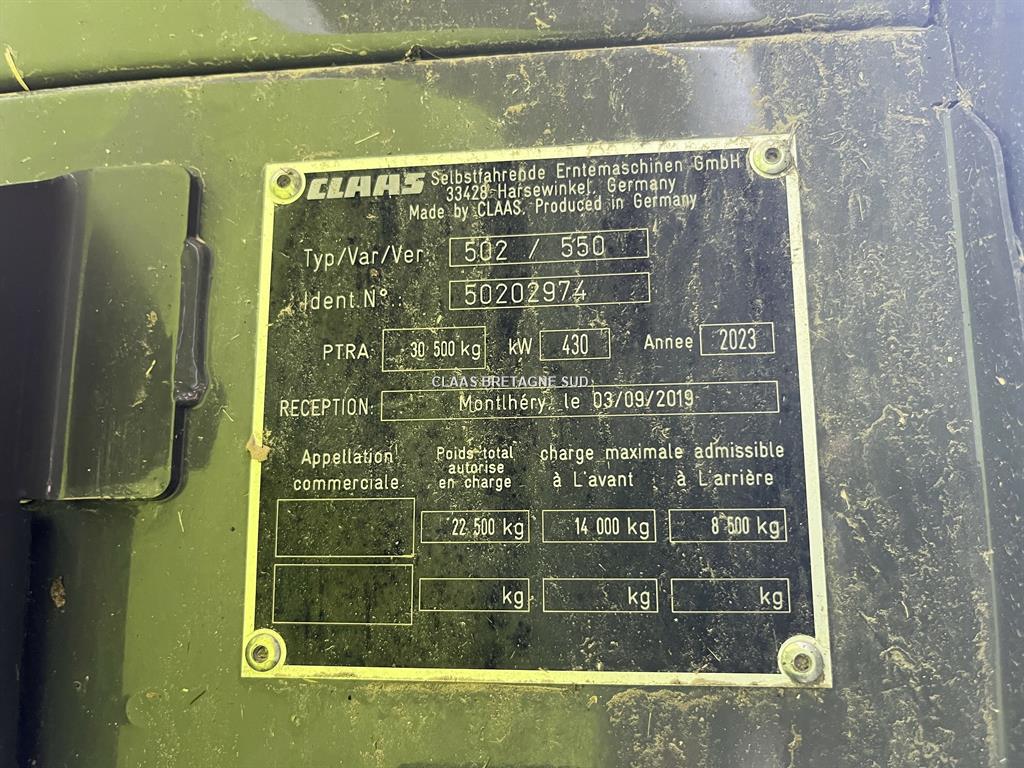 CLAAS Selbstfahrende Erntemaschinen GmbH
33428-Harsewinkel, Germany
Made by CLAAS. Produced in Germany
Typ/Var/Ver: 502 / 550
Ident.N°.: 50202974
PTRA: 30 500 kg kW 430 Annee 2023
CLAAS BRETAGNE SUD
RECEPTION: Montlhéry, le 03/09/2019
Appellation commerciale
Poids total autorise en charge
charge maximale admissible
à L'avant à L'arrière
22 500 kg 14 000 kg 8 500 kg
kg kg kg